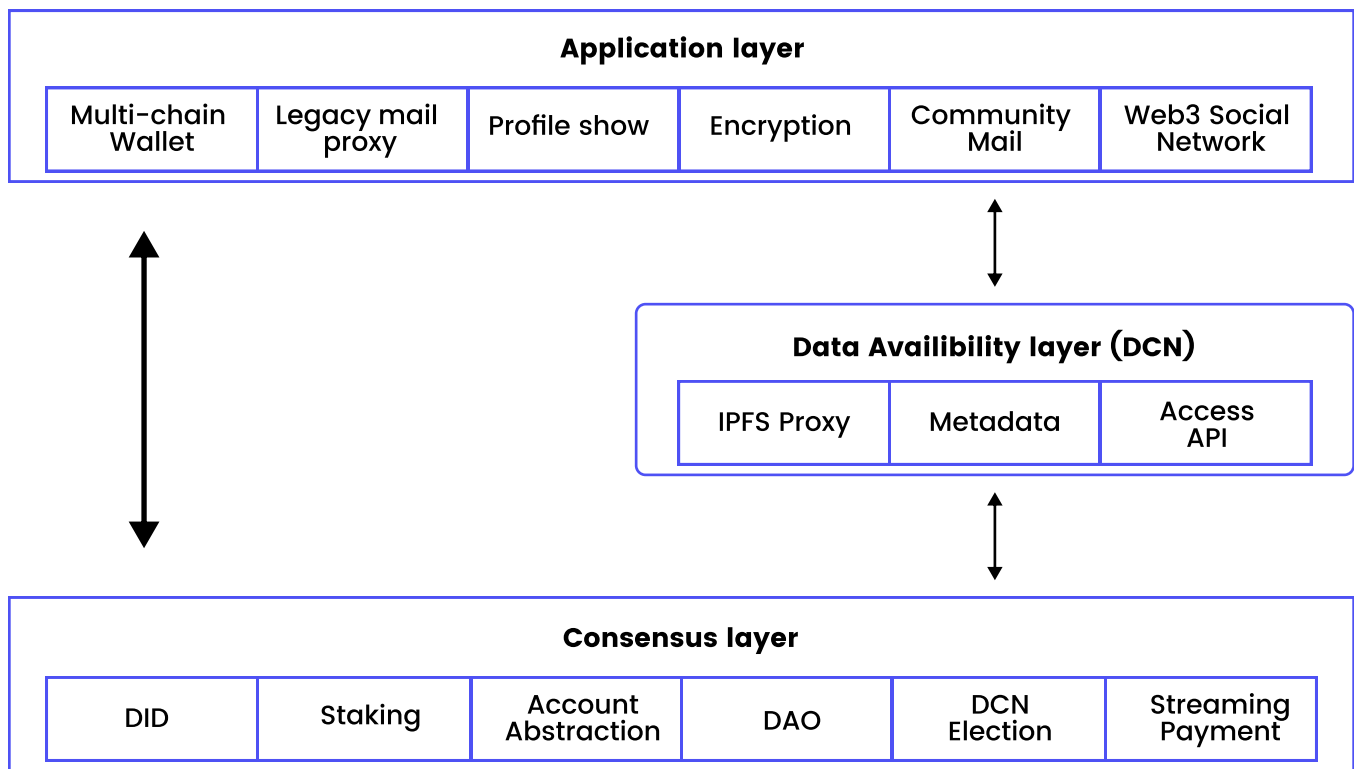 Application layer
Multi-chain
Wallet
Legacy mail
proxy
Profile show
Encryption
Community
Mail
Web3 Social
Network
Data Availibility layer (DCN)
IPFS Proxy
Metadata
Access
API
Consensus layer
DID
Staking
Account
Abstraction
DAO
DCN
Election
Streaming
Payment